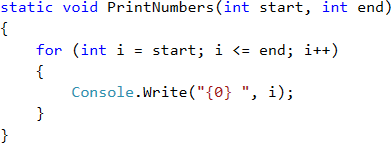 static void PrintNumbers(int start, int end)
{
    for (int i = start; i <= end; i++)
    {
        Console.Write("{0} ", i);
    }
}